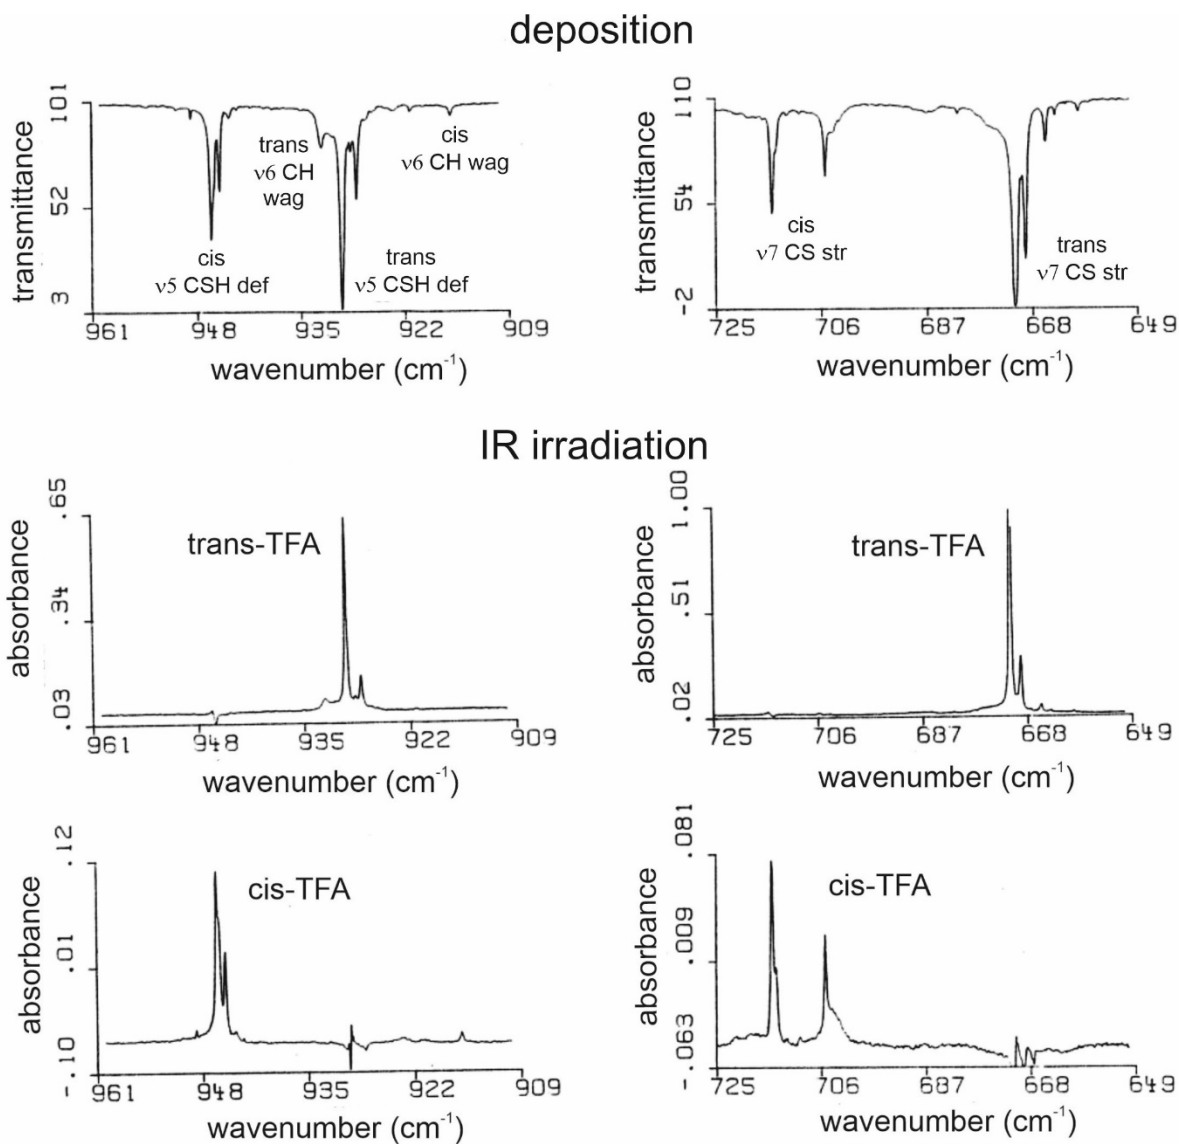 deposition
transmittance
101
52
3
cis
ν5 CSH def
trans
ν6 CH
wag
trans
ν5 CSH def
cis
ν6 CH wag
961
948
935
922
909
wavenumber (cm-1)
transmittance
110
54
-2
cis
ν7 CS str
trans
ν7 CS str
725
706
687
668
649
wavenumber (cm-1)
IR irradiation
absorbance
.65
.34
.03
trans-TFA
961
948
935
922
909
wavenumber (cm-1)
absorbance
1.00
.51
.02
trans-TFA
725
706
687
668
649
wavenumber (cm-1)
absorbance
.12
.01
-.10
cis-TFA
961
948
935
922
909
wavenumber (cm-1)
absorbance
.081
.009
-.063
cis-TFA
725
706
687
668
649
wavenumber (cm-1)